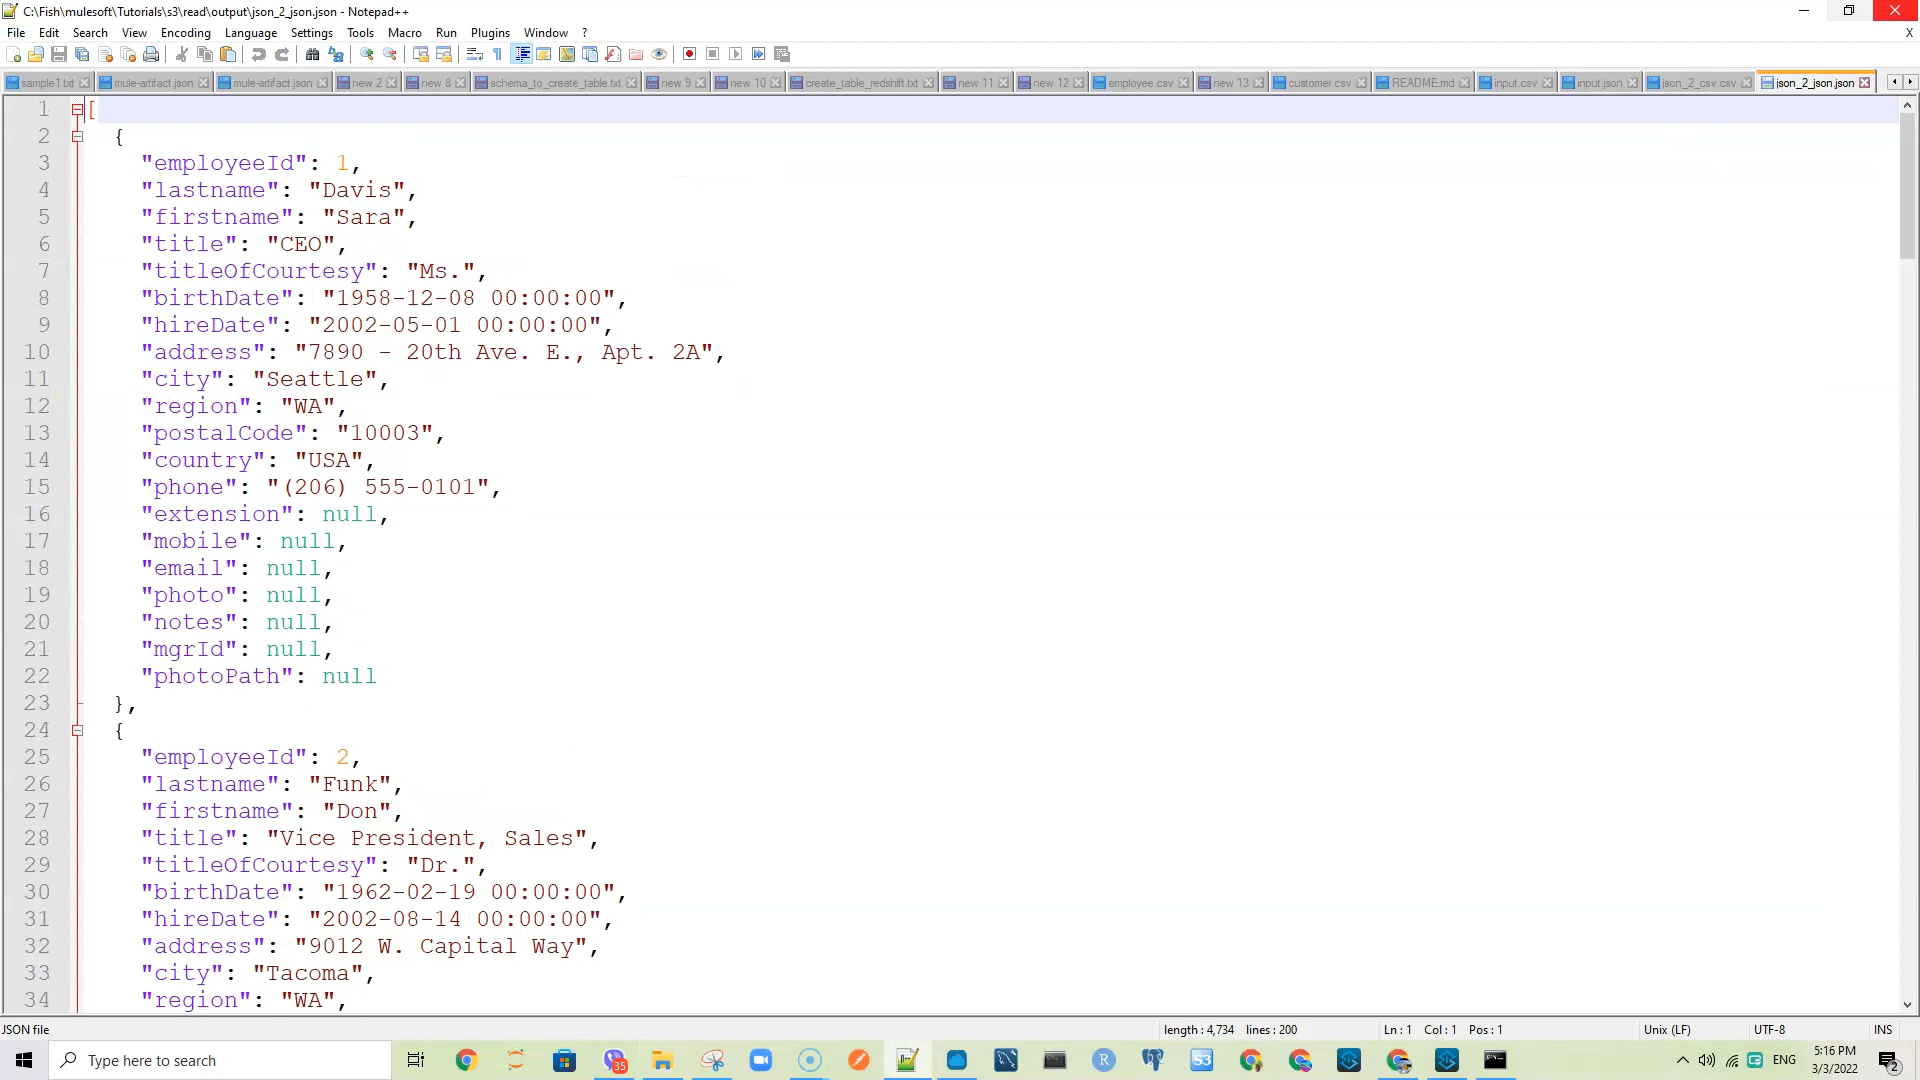 C:\Fish\mulesoft\Tutorials\s3\read\output\json_2_json.json - Notepad++
File Edit Search View Encoding Language Settings Tools Macro Run Plugins Window ? X
sample1.txt mule-artifact.json mule-artifact.json new 2 new 8 schema_to_create_table.txt new 9 new 10 create_table_redshift.txt new 11 new 12 employee.csv new 13 customer.csv README.md input.csv input.json json_2_csv.csv json_2_json.json
1 [
2 {
3 "employeeId": 1,
4 "lastname": "Davis",
5 "firstname": "Sara",
6 "title": "CEO",
7 "titleOfCourtesy": "Ms.",
8 "birthDate": "1958-12-08 00:00:00",
9 "hireDate": "2002-05-01 00:00:00",
10 "address": "7890 - 20th Ave. E., Apt. 2A",
11 "city": "Seattle",
12 "region": "WA",
13 "postalCode": "10003",
14 "country": "USA",
15 "phone": "(206) 555-0101",
16 "extension": null,
17 "mobile": null,
18 "email": null,
19 "photo": null,
20 "notes": null,
21 "mgrId": null,
22 "photoPath": null
23 },
24 {
25 "employeeId": 2,
26 "lastname": "Funk",
27 "firstname": "Don",
28 "title": "Vice President, Sales",
29 "titleOfCourtesy": "Dr.",
30 "birthDate": "1962-02-19 00:00:00",
31 "hireDate": "2002-08-14 00:00:00",
32 "address": "9012 W. Capital Way",
33 "city": "Tacoma",
34 "region": "WA",
JSON file length : 4,734 lines : 200 Ln : 1 Col : 1 Pos : 1 Unix (LF) UTF-8 INS
Type here to search 35 R S3 ENG 5:16 PM
3/3/2022 2